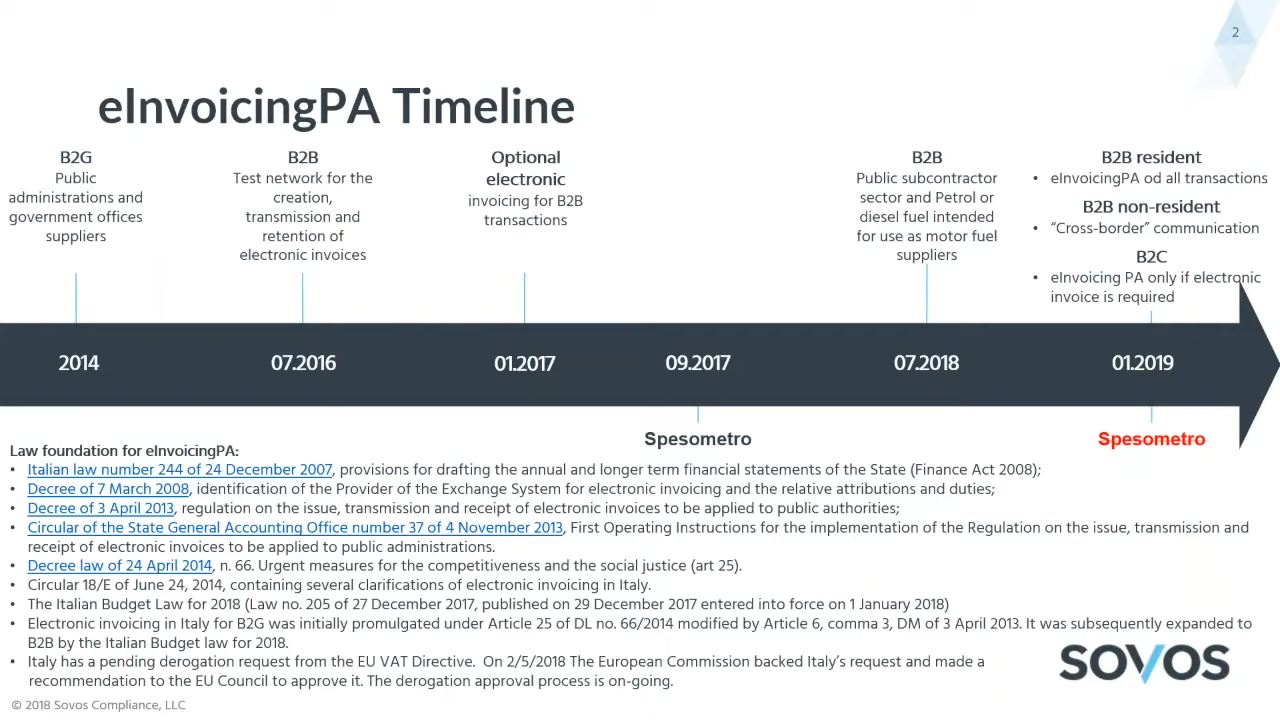 2
eInvoicingPA Timeline
B2G
Public
administrations and
government offices
suppliers
B2B
Test network for the
creation,
transmission and
retention of
electronic invoices
Optional
electronic
invoicing for B2B
transactions
B2B
Public subcontractor
sector and Petrol or
diesel fuel intended
for use as motor fuel
suppliers
B2B resident
• eInvoicingPA od all transactions
B2B non-resident
• “Cross-border” communication
B2C
• eInvoicing PA only if electronic
invoice is required
2014
07.2016
01.2017
09.2017
07.2018
01.2019
Spesometro
Spesometro
Law foundation for eInvoicingPA:
• Italian law number 244 of 24 December 2007, provisions for drafting the annual and longer term financial statements of the State (Finance Act 2008);
• Decree of 7 March 2008, identification of the Provider of the Exchange System for electronic invoicing and the relative attributions and duties;
• Decree of 3 April 2013, regulation on the issue, transmission and receipt of electronic invoices to be applied to public authorities;
• Circular of the State General Accounting Office number 37 of 4 November 2013, First Operating Instructions for the implementation of the Regulation on the issue, transmission and
receipt of electronic invoices to be applied to public administrations.
• Decree law of 24 April 2014, n. 66. Urgent measures for the competitiveness and the social justice (art 25).
• Circular 18/E of June 24, 2014, containing several clarifications of electronic invoicing in Italy.
• The Italian Budget Law for 2018 (Law no. 205 of 27 December 2017, published on 29 December 2017 entered into force on 1 January 2018)
• Electronic invoicing in Italy for B2G was initially promulgated under Article 25 of DL no. 66/2014 modified by Article 6, comma 3, DM of 3 April 2013. It was subsequently expanded to
B2B by the Italian Budget law for 2018.
• Italy has a pending derogation request from the EU VAT Directive.  On 2/5/2018 The European Commission backed Italy’s request and made a
recommendation to the EU Council to approve it. The derogation approval process is on-going.
SOVOS
© 2018 Sovos Compliance, LLC